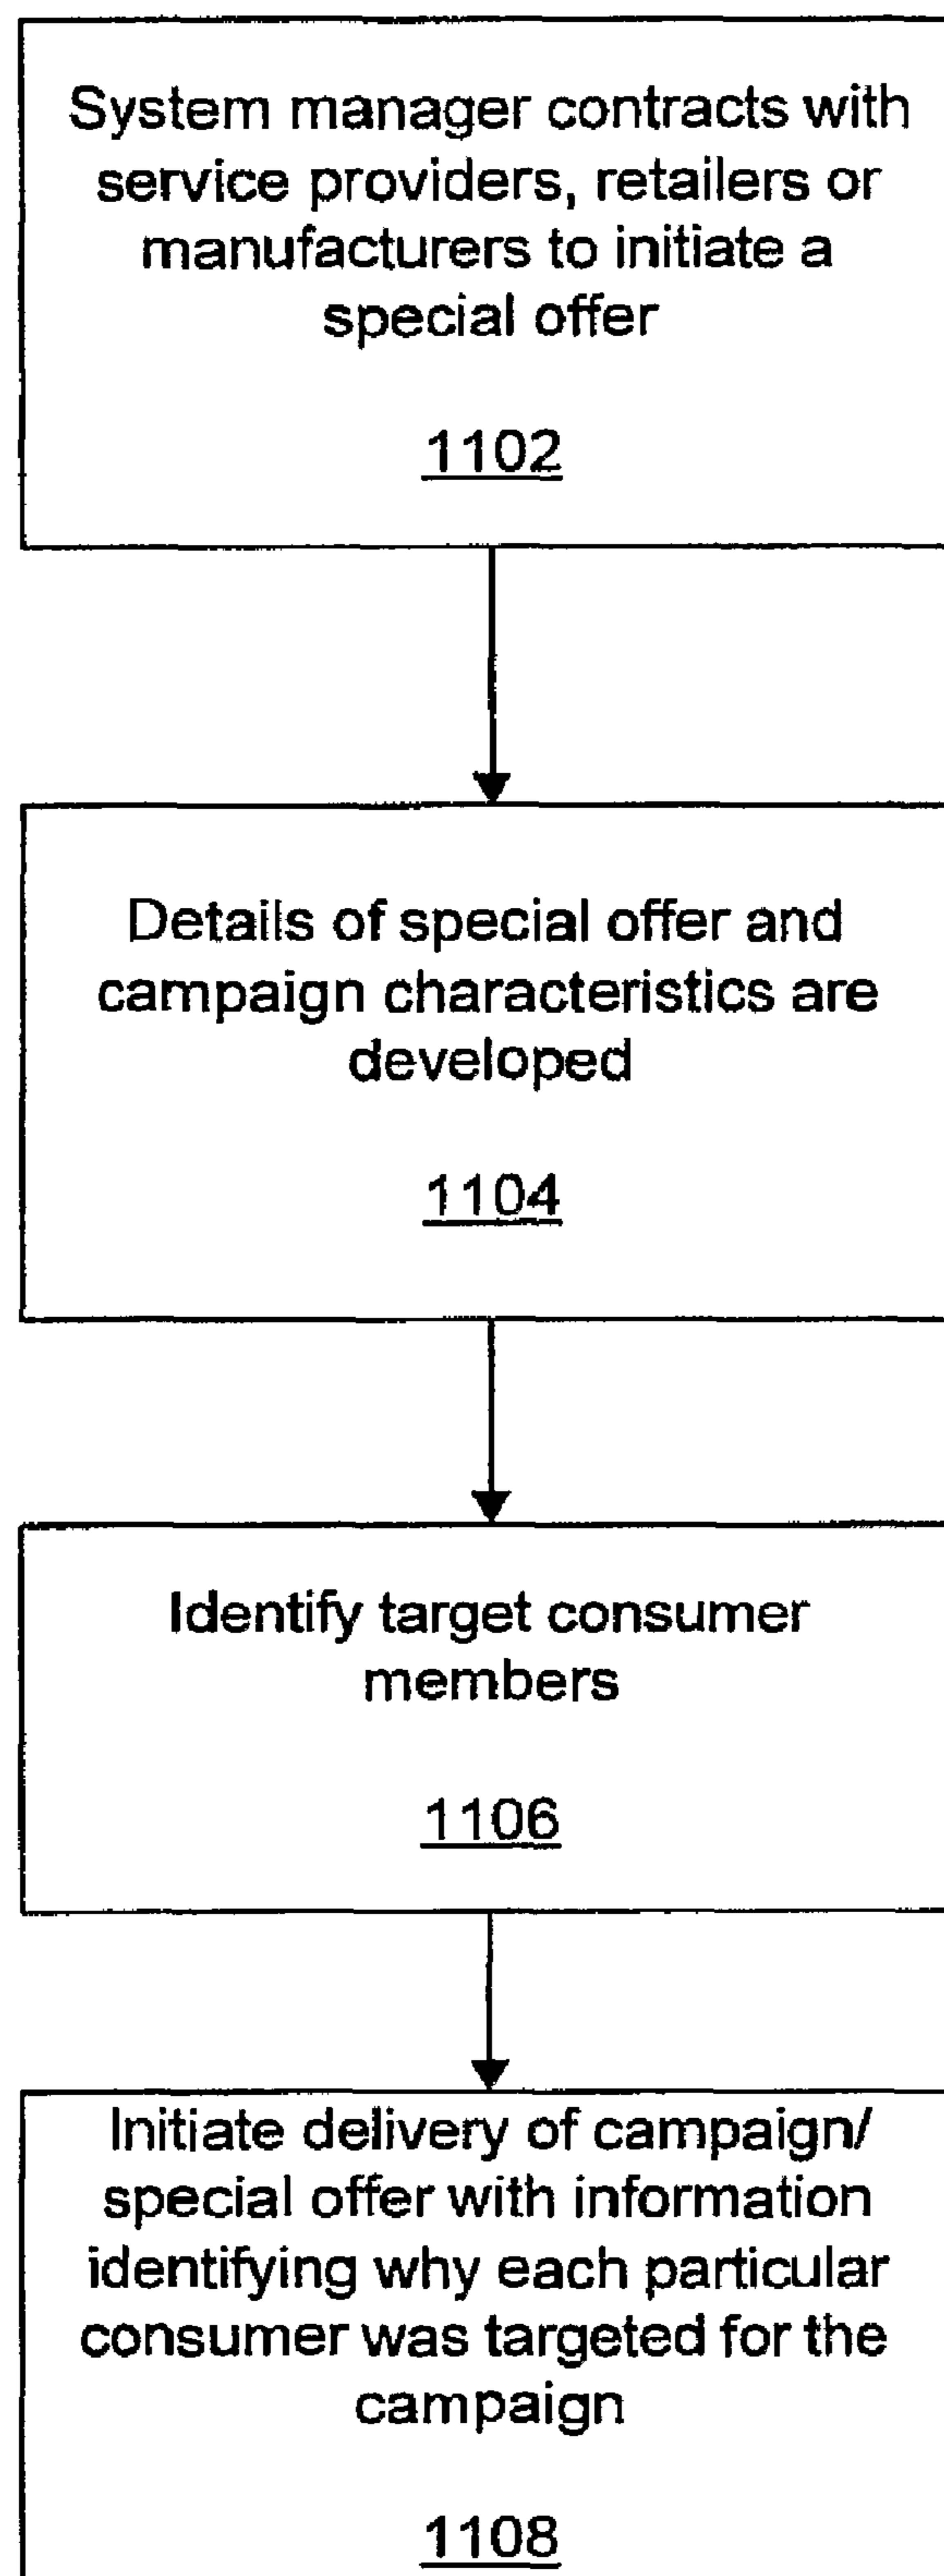 System manager contracts with
service providers, retailers or
manufacturers to initiate a
special offer
1102
Details of special offer and
campaign characteristics are
developed
1104
Identify target consumer
members
1106
Initiate delivery of campaign/
special offer with information
identifying why each particular
consumer was targeted for the
campaign
1108